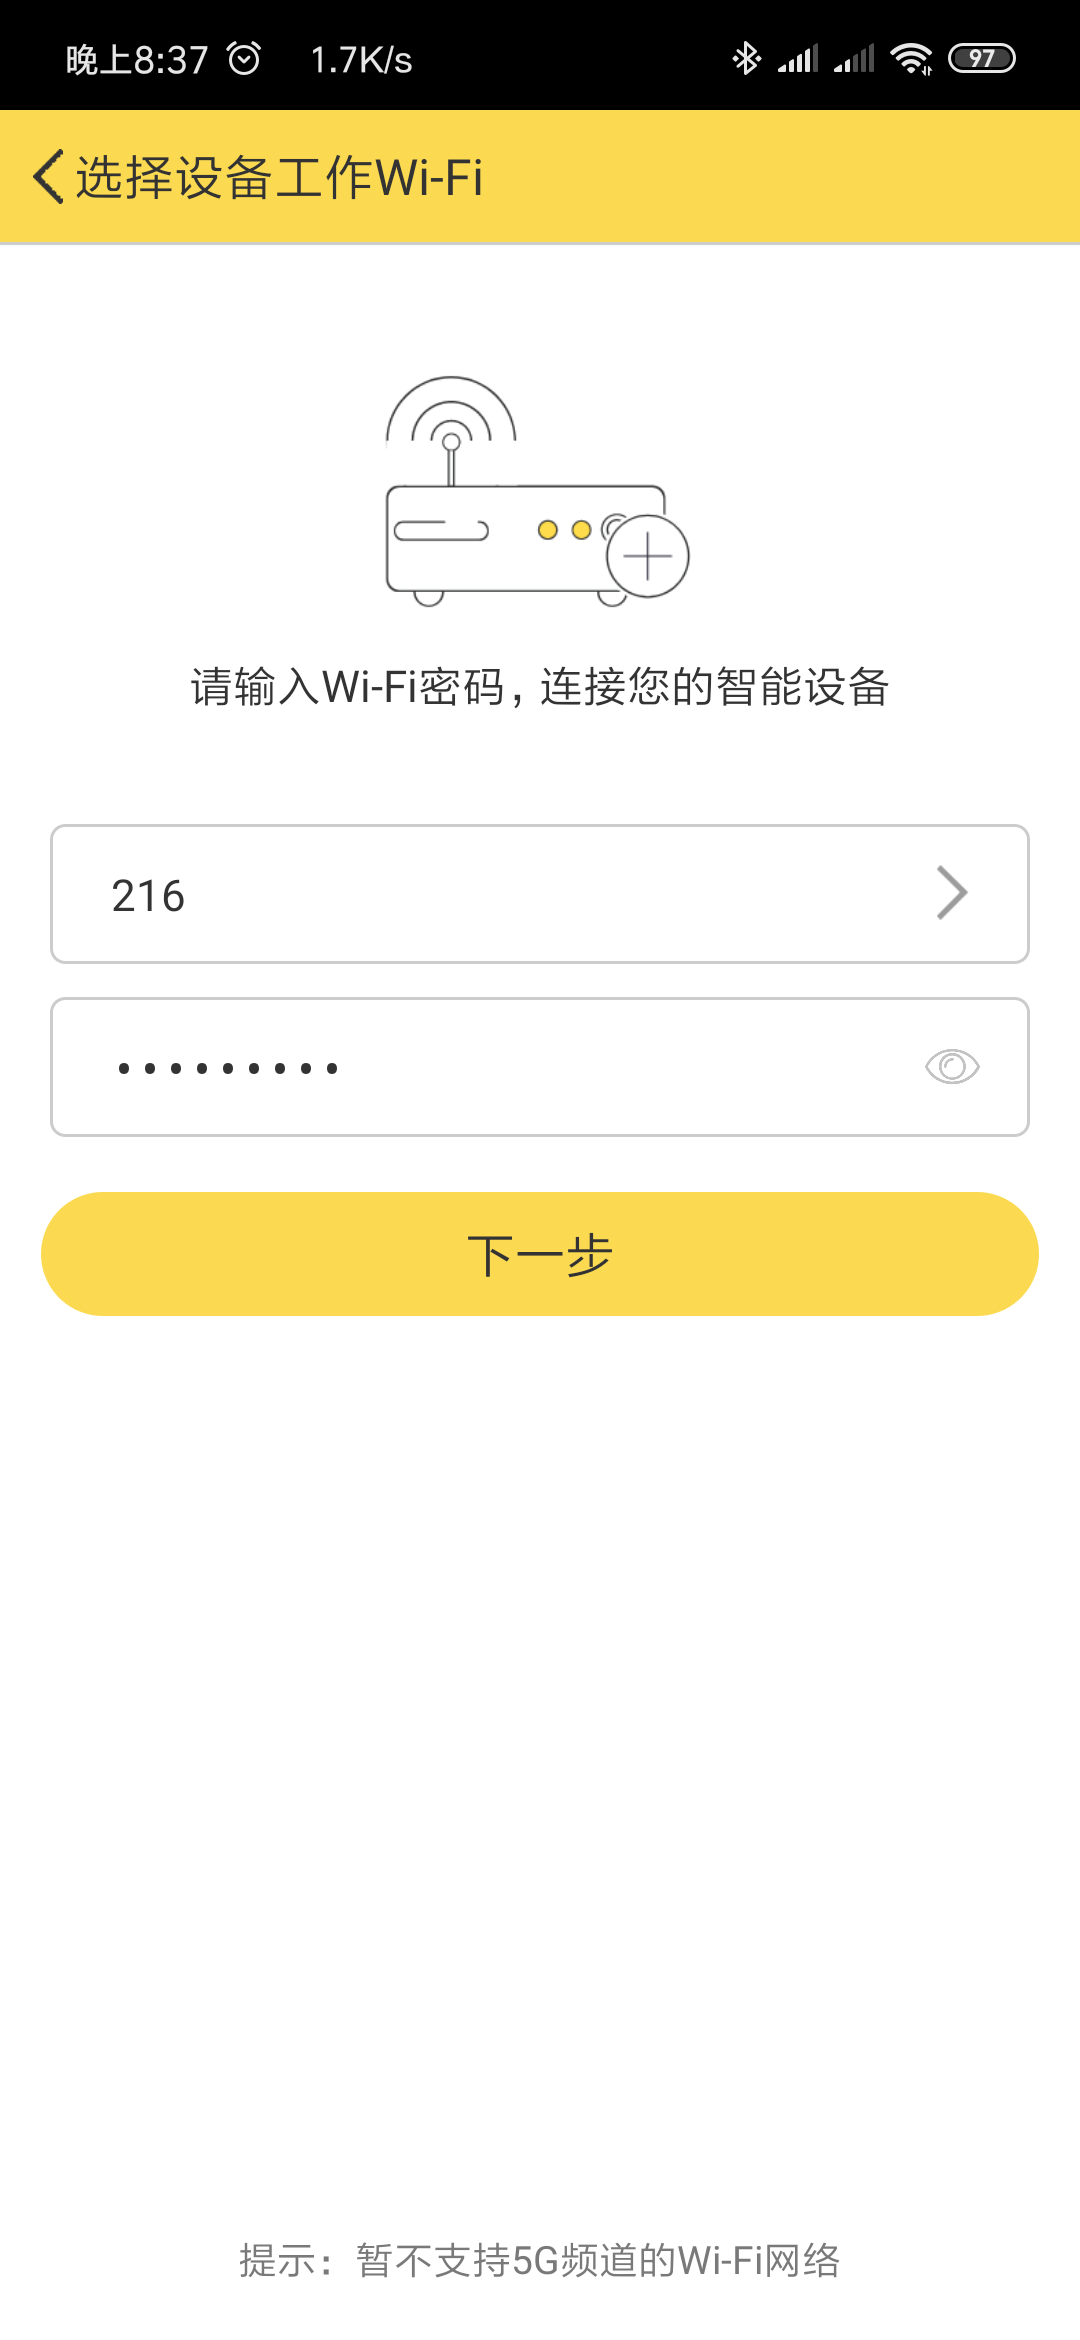 晚上8:37 1.7K/s 97
选择设备工作Wi-Fi
请输入Wi-Fi密码，连接您的智能设备
216
•••••••••
下一步
提示：暂不支持5G频道的Wi-Fi网络